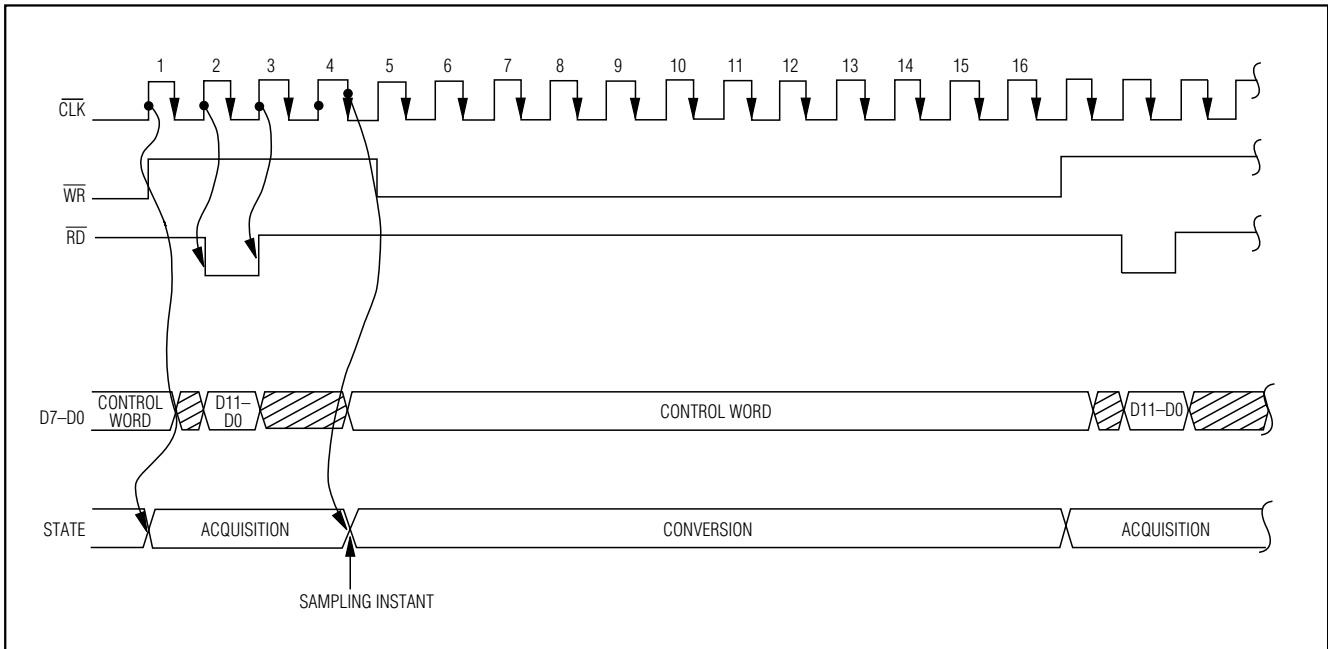 1 2 3 4 5 6 7 8 9 10 11 12 13 14 15 16
CLK
WR
RD
D7–D0 CONTROL WORD D11–D0 CONTROL WORD D11–D0
STATE ACQUISITION CONVERSION ACQUISITION
SAMPLING INSTANT